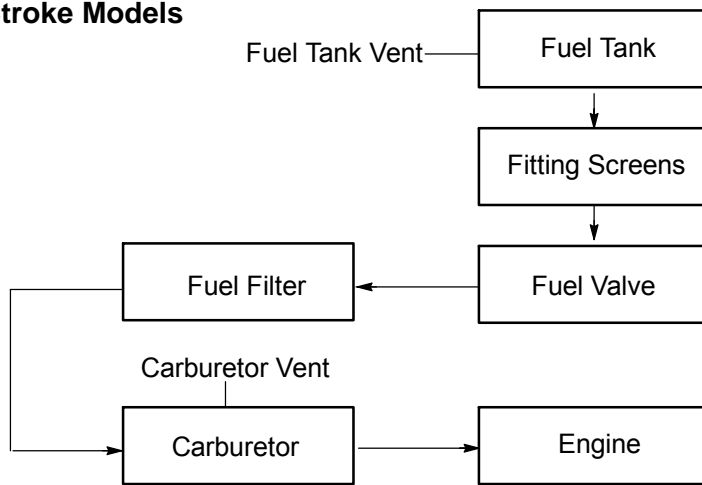 troke Models
Fuel Tank Vent
Fuel Tank
Fitting Screens
Fuel Filter
Fuel Valve
Carburetor Vent
Carburetor
Engine